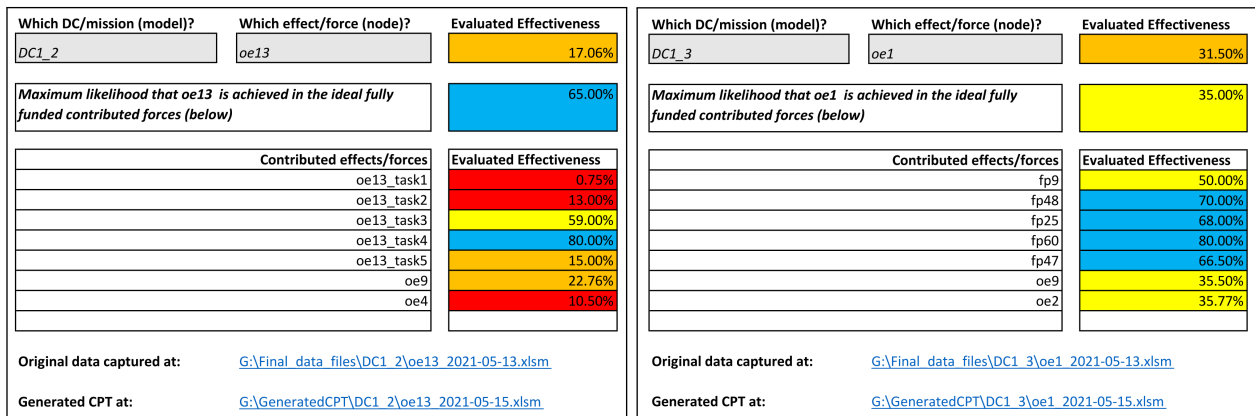 Which DC/mission (model)? Which effect/force (node)? Evaluated Effectiveness
DC1_2 oe13 17.06%
Maximum likelihood that oe13 is achieved in the ideal fully 65.00%
funded contributed forces (below)
Contributed effects/forces Evaluated Effectiveness
oe13_task1 0.75%
oe13_task2 13.00%
oe13_task3 59.00%
oe13_task4 80.00%
oe13_task5 15.00%
oe9 22.76%
oe4 10.50%
Original data captured at: G:\Final_data_files\DC1_2\oe13_2021-05-13.xlsm
Generated CPT at: G:\GeneratedCPT\DC1_2\oe13_2021-05-15.xlsm
Which DC/mission (model)? Which effect/force (node)? Evaluated Effectiveness
DC1_3 oe1 31.50%
Maximum likelihood that oe1 is achieved in the ideal fully 35.00%
funded contributed forces (below)
Contributed effects/forces Evaluated Effectiveness
fp9 50.00%
fp48 70.00%
fp25 68.00%
fp60 80.00%
fp47 66.50%
oe9 35.50%
oe2 35.77%
Original data captured at: G:\Final_data_files\DC1_3\oe1_2021-05-13.xlsm
Generated CPT at: G:\GeneratedCPT\DC1_3\oe1_2021-05-15.xlsm